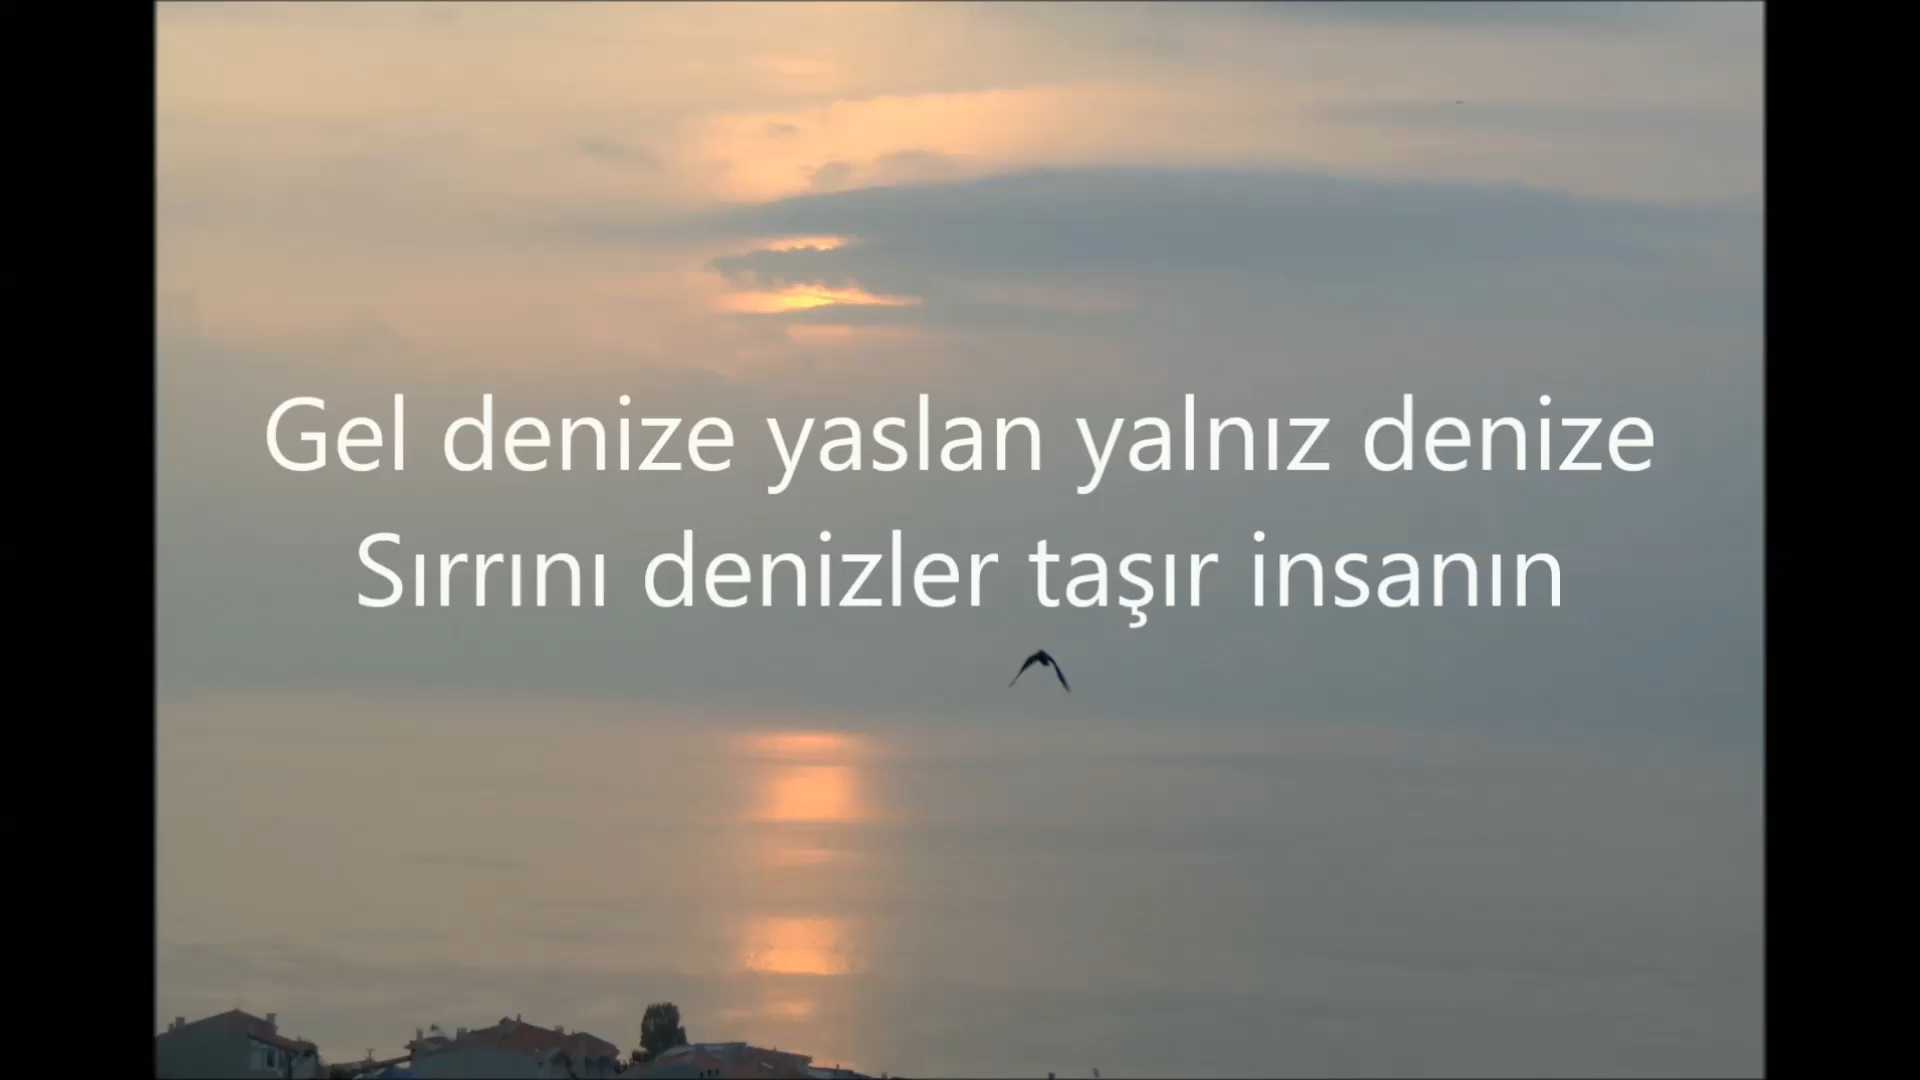 Gel denize yaslan yalnız denize
Sırrını denizler taşır insanın